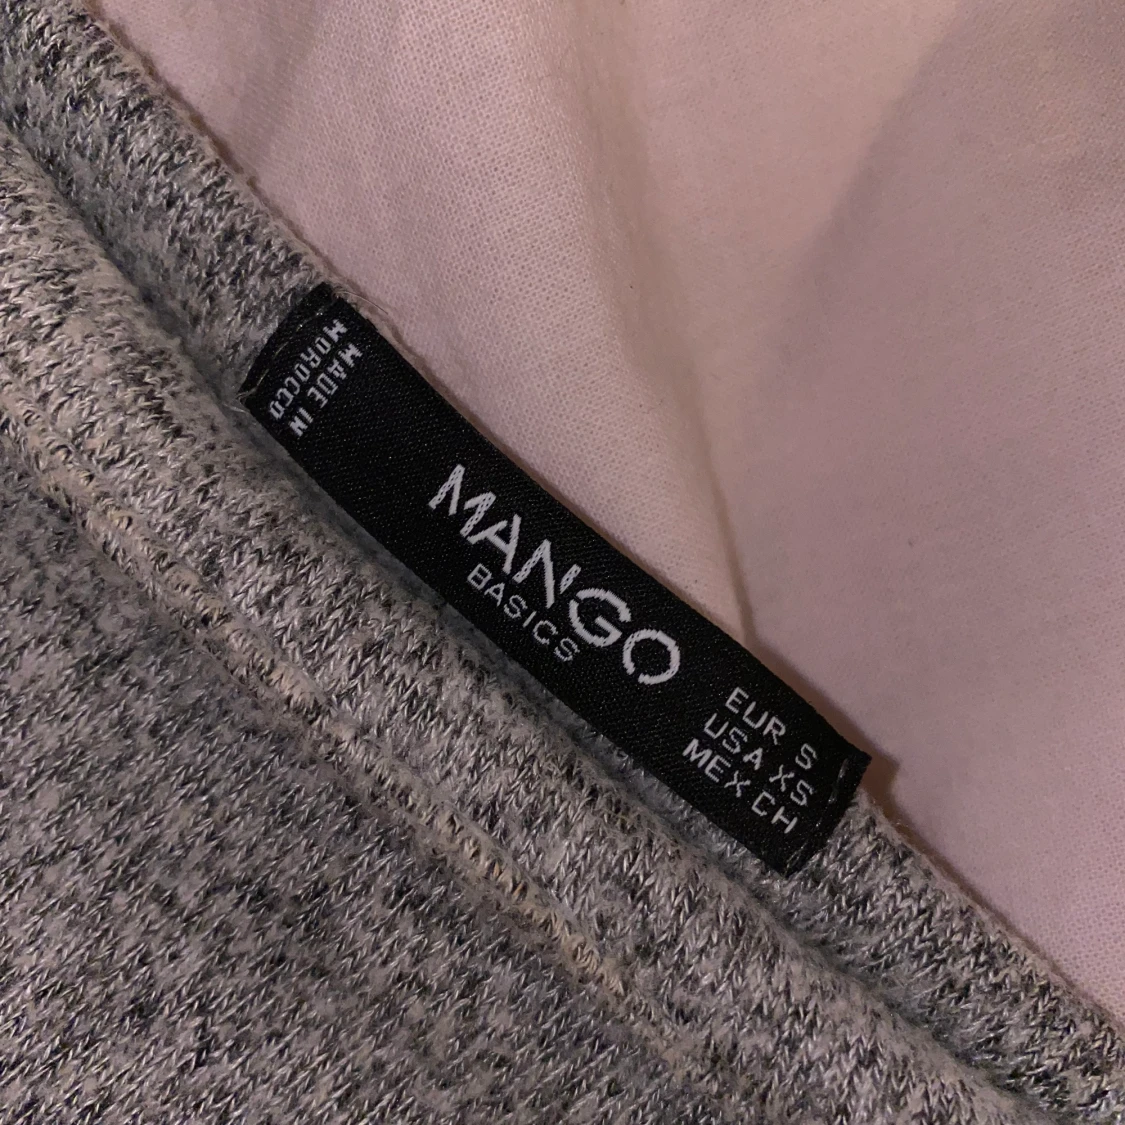 MADE IN
MOROCCO
MANGO
BASICS
EUR S
USA XS
MEX CH